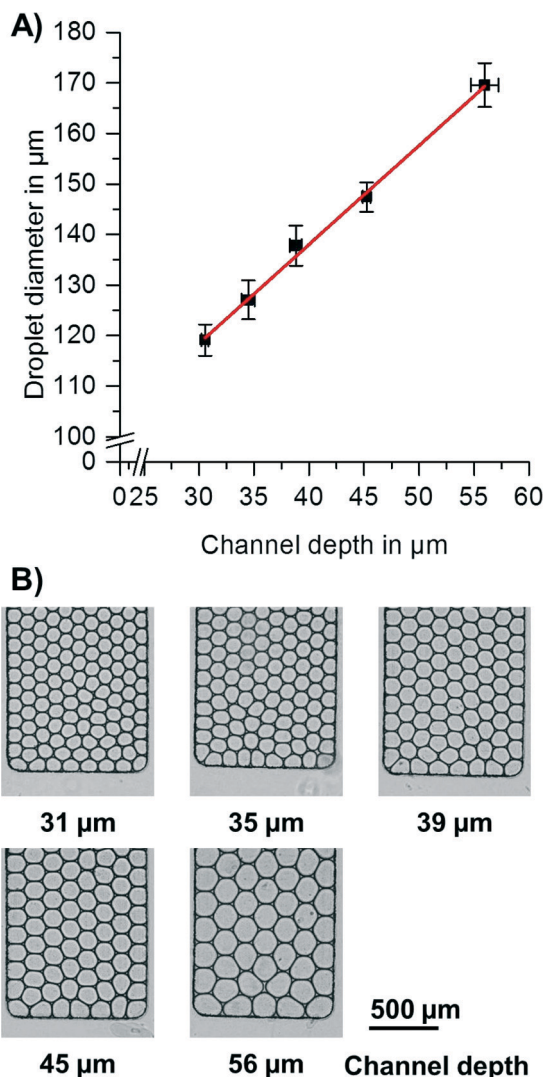 A)
180
170
160
150
140
130
120
110
100
0
Droplet diameter in µm
0 25 30 35 40 45 50 55 60
Channel depth in µm
B)
31 µm 35 µm 39 µm
500 µm
45 µm 56 µm Channel depth